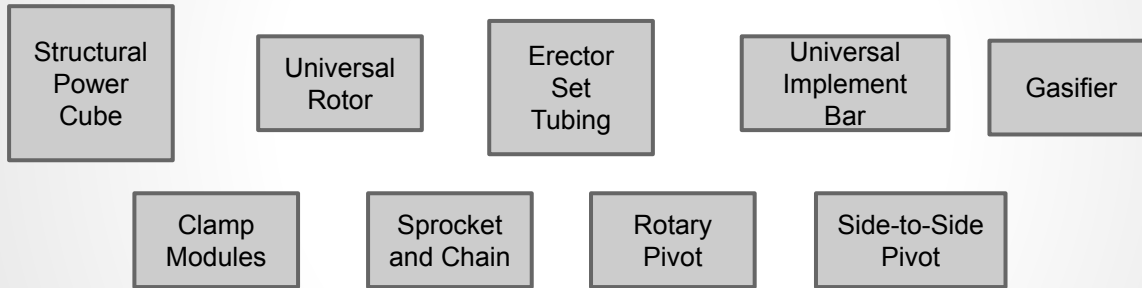 Structural
Power
Cube
Universal
Rotor
Erector
Set
Tubing
Universal
Implement
Bar
Gasifier
Clamp
Modules
Sprocket
and Chain
Rotary
Pivot
Side-to-Side
Pivot